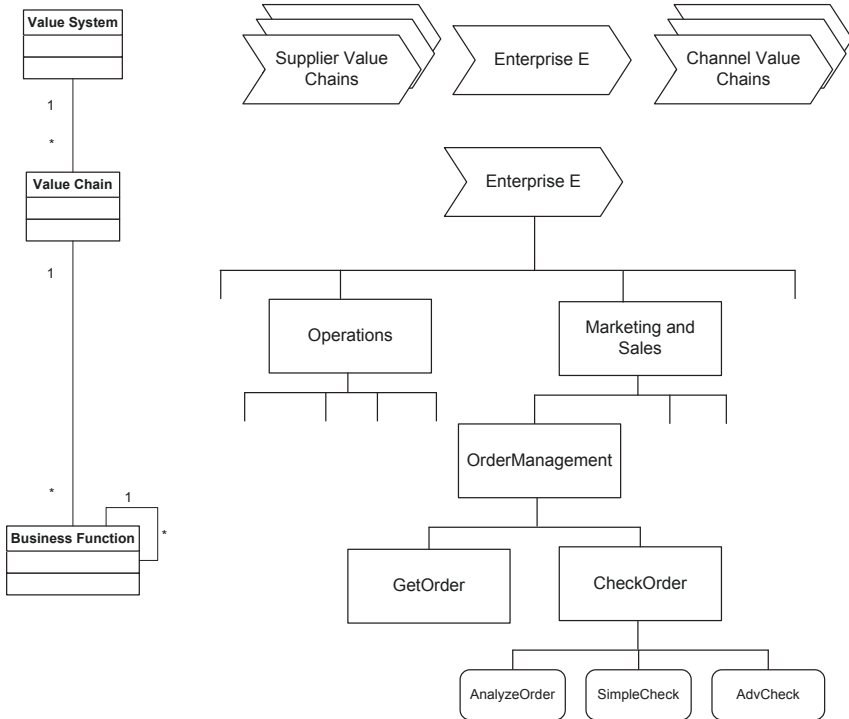 Value System
1
*
Value Chain
1
*
1
*
Business Function
Supplier Value
Chains
Enterprise E
Channel Value
Chains
Enterprise E
Operations
Marketing and
Sales
OrderManagement
GetOrder
CheckOrder
AnalyzeOrder
SimpleCheck
AdvCheck